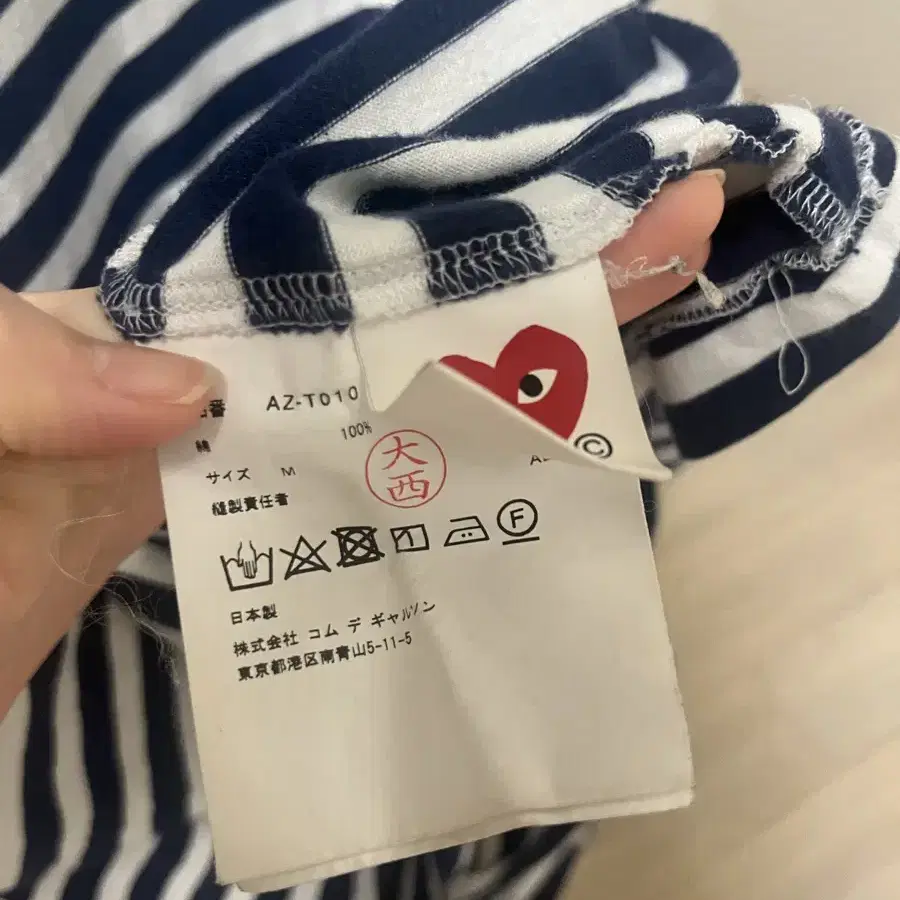 番 AZ-T010
綿 100%
サイズ M
縫製責任者
大西
©
F
日本製
株式会社 コム デ ギャルソン
東京都港区南青山5-11-5